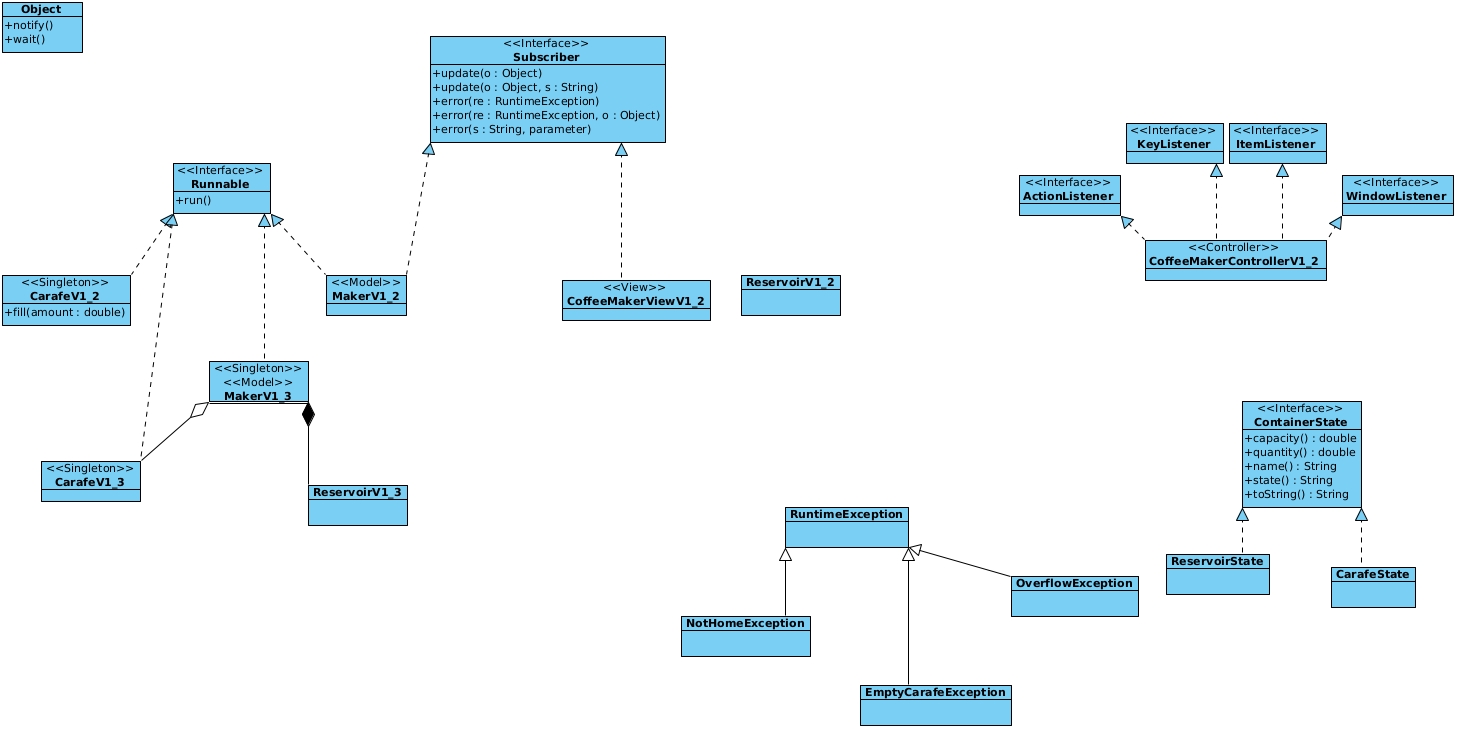 Object
+notify()
+wait()
<<Interface>>
Subscriber
+update(o : Object)
+update(o : Object, s : String)
+error(re : RuntimeException)
+error(re : RuntimeException, o : Object)
+error(s : String, parameter)
<<Interface>>
KeyListener
<<Interface>>
ItemListener
<<Interface>>
ActionListener
<<Interface>>
WindowListener
<<Interface>>
Runnable
+run()
<<Controller>>
CoffeeMakerControllerV1_2
<<Singleton>>
CarafeV1_2
+fill(amount : double)
<<Model>>
MakerV1_2
<<View>>
CoffeeMakerViewV1_2
ReservoirV1_2
<<Singleton>>
<<Model>>
MakerV1_3
<<Singleton>>
CarafeV1_3
ReservoirV1_3
<<Interface>>
ContainerState
+capacity() : double
+quantity() : double
+name() : String
+state() : String
+toString() : String
RuntimeException
ReservoirState
CarafeState
OverflowException
NotHomeException
EmptyCarafeException